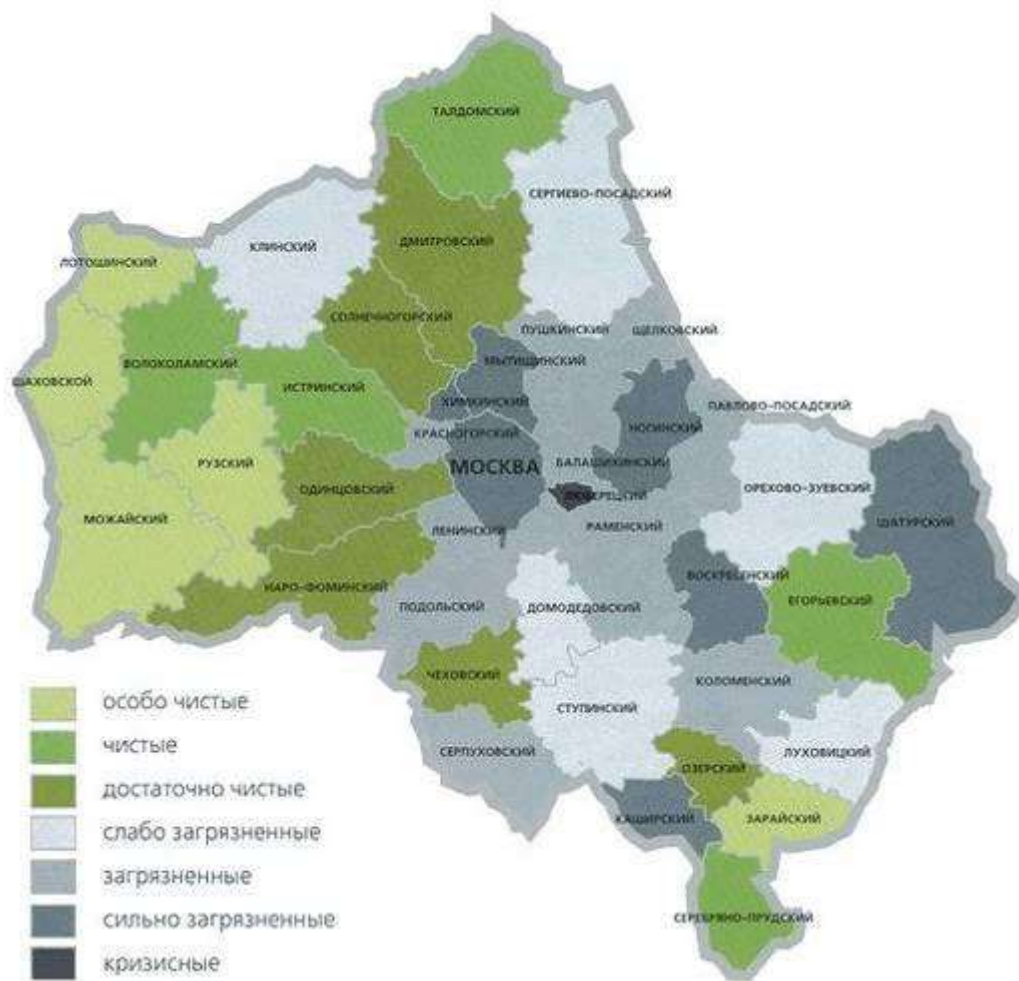 ТАЛДОМСКИЙ
СЕРГИЕВО-ПОСАДСКИЙ
ДМИТРОВСКИЙ
КЛИНСКИЙ
ЛОТОШИНСКИЙ
СОЛНЕЧНОГОРСКИЙ
ПУШКИНСКИЙ
ЩЕЛКОВСКИЙ
МЫТИЩИНСКИЙ
ВОЛОКОЛАМСКИЙ
ШАХОВСКОЙ
ИСТРИНСКИЙ
ХИМКИНСКИЙ
ПАВЛОВО-ПОСАДСКИЙ
НОГИНСКИЙ
КРАСНОГОРСКИЙ
РУЗСКИЙ
МОСКВА
БАЛАШИХИНСКИЙ
ОДИНЦОВСКИЙ
ОРЕХОВО-ЗУЕВСКИЙ
ЛЮБЕРЕЦКИЙ
МОЖАЙСКИЙ
ЛЕНИНСКИЙ
РАМЕНСКИЙ
ШАТУРСКИЙ
ВОСКРЕСЕНСКИЙ
НАРО-ФОМИНСКИЙ
ЕГОРЬЕВСКИЙ
ПОДОЛЬСКИЙ
ДОМОДЕДОВСКИЙ
ЧЕХОВСКИЙ
КОЛОМЕНСКИЙ
СТУПИНСКИЙ
СЕРПУХОВСКИЙ
ЛУХОВИЦКИЙ
ОЗЕРСКИЙ
КАШИРСКИЙ
ЗАРАЙСКИЙ
СЕРЕБРЯНО-ПРУДСКИЙ
особо чистые
чистые
достаточно чистые
слабо загрязненные
загрязненные
сильно загрязненные
кризисные